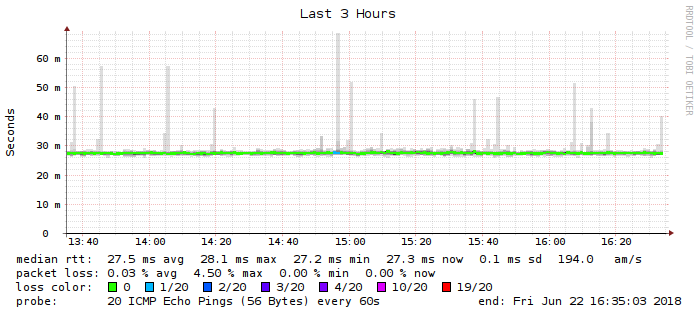 Last 3 Hours
RRDTOOL / TOBI OETIKER
Seconds
60 m
50 m
40 m
30 m
20 m
10 m
0
13:40 14:00 14:20 14:40 15:00 15:20 15:40 16:00 16:20
median rtt: 27.5 ms avg 28.1 ms max 27.2 ms min 27.3 ms now 0.1 ms sd 194.0 am/s
packet loss: 0.03 % avg 4.50 % max 0.00 % min 0.00 % now
loss color: 0 1/20 2/20 3/20 4/20 10/20 19/20
probe: 20 ICMP Echo Pings (56 Bytes) every 60s end: Fri Jun 22 16:35:03 2018